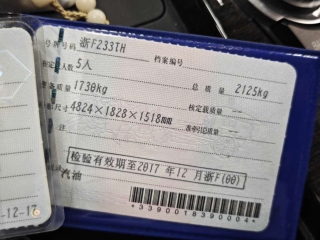 号牌号码 浙F233TH 档案编号
核定载人数 5人 总 质 量 2125kg
整备质量 1730kg 核定载质量 --
外廓尺寸 4824×1828×1518mm 准牵引总质量 --
备注
检验有效期至2017 年12 月浙F(00)
汽油
*3390018390004*
-12-17